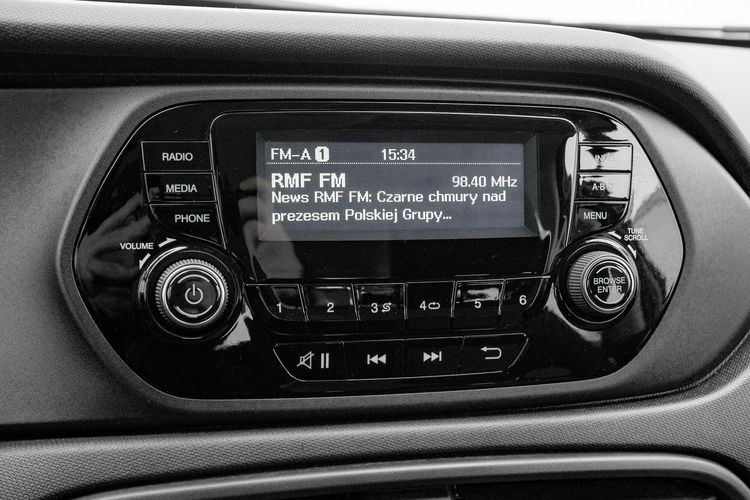 FM-A 1 15:34
RMF FM 98.40 MHz
News RMF FM: Czarne chmury nad
prezesem Polskiej Grupy...
RADIO
MEDIA
PHONE
A-B-C
MENU
VOLUME
TUNE
SCROLL
BROWSE
ENTER
1 2 3 4 5 6